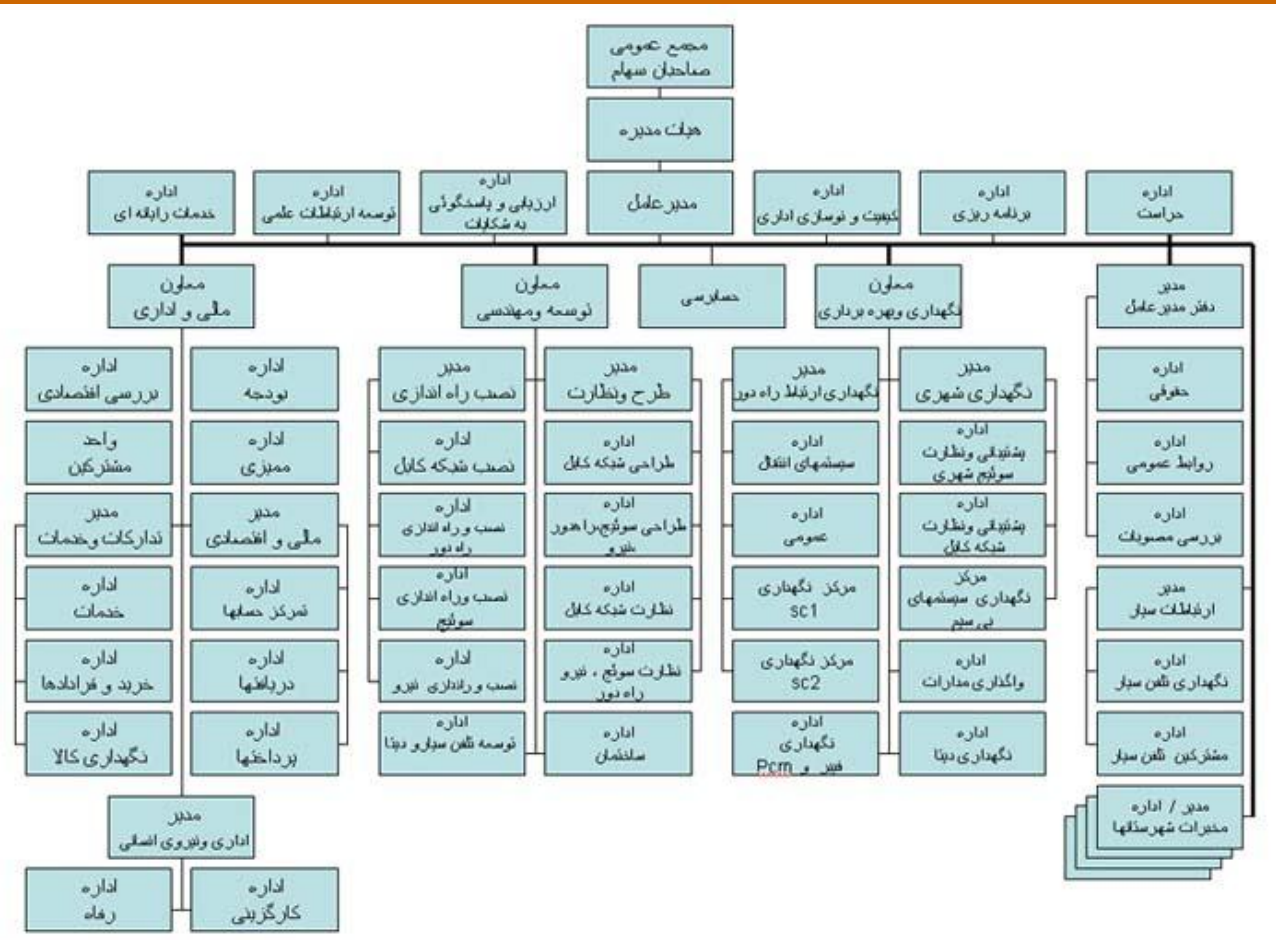 مجمع عمومی
صاحبان سهام
هیات مدیره
اداره
حراست
اداره
برنامه ریزی
اداره
کیفیت و نوسازی اداری
مدیر عامل
اداره
ارزیابی و پاسخگوئی
به شکایات
اداره
توسعه ارتباطات علمی
اداره
خدمات رایانه ای
مدیر
دفتر مدیر عامل
معاون
نگهداری وبهره برداری
حسابرسی
معاون
توسعه ومهندسی
معاون
مالی و اداری
اداره
حقوقی
مدیر
نگهداری شهری
مدیر
نگهداری ارتباط راه دور
مدیر
طرح ونظارت
مدیر
نصب راه اندازی
اداره
بودجه
اداره
بررسی اقتصادی
اداره
روابط عمومی
اداره
پشتیبانی ونظارت
سوئیچ شهری
اداره
سیستمهای انتقال
اداره
طراحی شبکه کابل
اداره
نصب شبکه کابل
اداره
ممیزی
واحد
مشترکین
اداره
بررسی مصوبات
اداره
پشتیبانی ونظارت
شبکه کابل
اداره
عمومی
اداره
طراحی سوئیچ،راهدور
،نیرو
اداره
نصب و راه اندازی
راه دور
مدیر
مالی و اقتصادی
مدیر
تدارکات وخدمات
مدیر
ارتباطات سیار
مرکز
نگهداری سیستمهای
بی سیم
مرکز نگهداری
sc1
اداره
نظارت شبکه کابل
اداره
نصب وراه اندازی
سوئیچ
اداره
تمرکز حسابها
اداره
خدمات
اداره
نگهداری تلفن سیار
اداره
واگذاری مدارات
مرکز نگهداری
sc2
اداره
نظارت سوئیچ ، نیرو
راه دور
اداره
نصب و راندازی نیرو
اداره
دریافتها
اداره
خرید و قرادادها
اداره
مشترکین تلفن سیار
اداره
نگهداری دیتا
اداره
نگهداری
فیبر و Pcm
اداره
ساختمان
اداره
توسعه تلفن سیارو دیتا
اداره
پرداختها
اداره
نگهداری کالا
مدیر / اداره
مخابرات شهرستانها
مدیر
اداری ونیروی انسانی
اداره
کارگزینی
اداره
رفاه